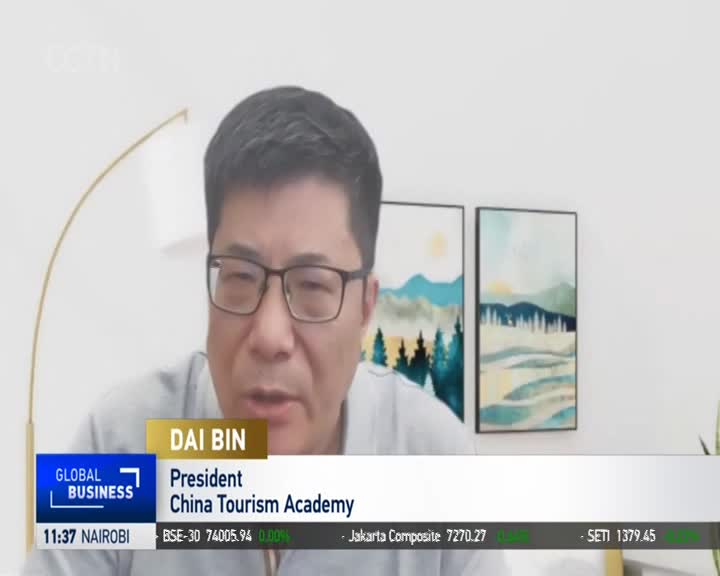 CGTN
DAI BIN
President
China Tourism Academy
GLOBAL
BUSINESS
11:37 NAIROBI
· BSE-30 74005.94 0.00% · Jakarta Composite 7270.27 · SETI 1379.45